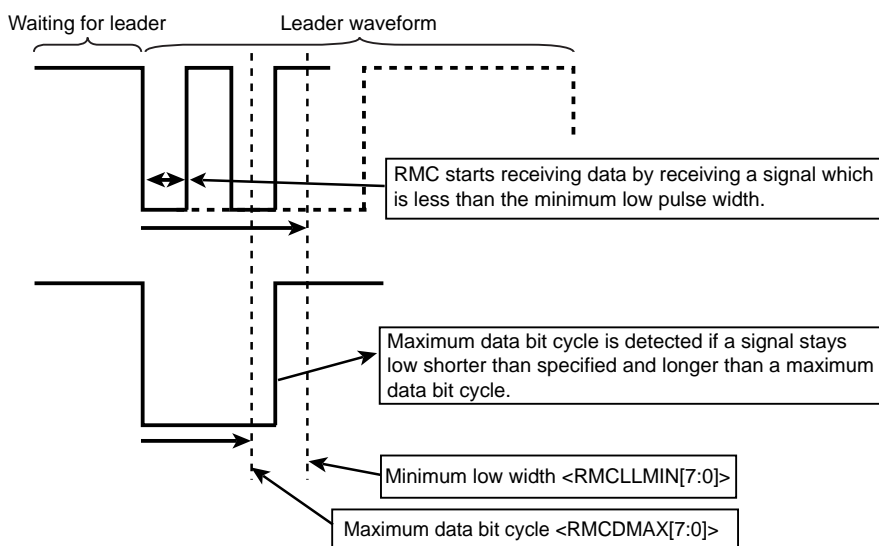 Waiting for leader
Leader waveform
RMC starts receiving data by receiving a signal which
is less than the minimum low pulse width.
Maximum data bit cycle is detected if a signal stays
low shorter than specified and longer than a maximum
data bit cycle.
Minimum low width <RMCLLMIN[7:0]>
Maximum data bit cycle <RMCDMAX[7:0]>